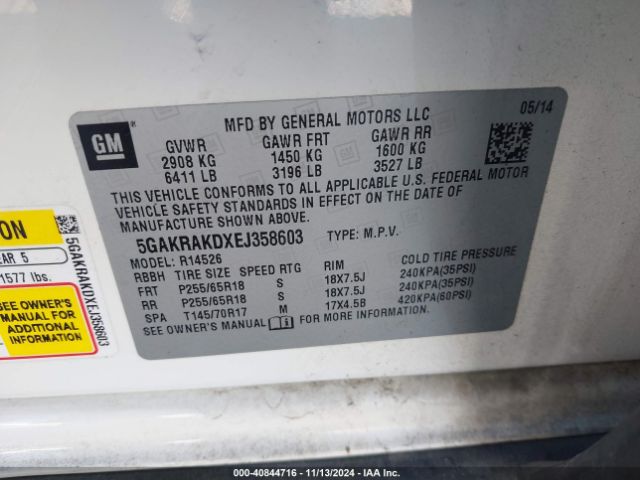 GM
MFD BY GENERAL MOTORS LLC
05/14
GVWR GAWR FRT GAWR RR
2908 KG 1450 KG 1600 KG
6411 LB 3196 LB 3527 LB
THIS VEHICLE CONFORMS TO ALL APPLICABLE U.S. FEDERAL MOTOR
VEHICLE SAFETY STANDARDS IN EFFECT ON THE DATE OF
MANUFACTURE SHOWN ABOVE.
5GAKRAKDXEJ358603 TYPE: M.P.V.
MODEL: R14526
RBBH TIRE SIZE SPEED RTG RIM COLD TIRE PRESSURE
FRT P255/65R18 S 18X7.5J 240KPA(35PSI)
RR P255/65R18 S 18X7.5J 240KPA(35PSI)
SPA T145/70R17 M 17X4.5B 420KPA(60PSI)
SEE OWNER'S MANUAL FOR MORE INFORMATION.
ION
EAR 5
1577 lbs.
SEE OWNER'S
MANUAL FOR
ADDITIONAL
INFORMATION
5GAKRAKDXEJ358603
000-40844716 - 11/13/2024 - IAA Inc.